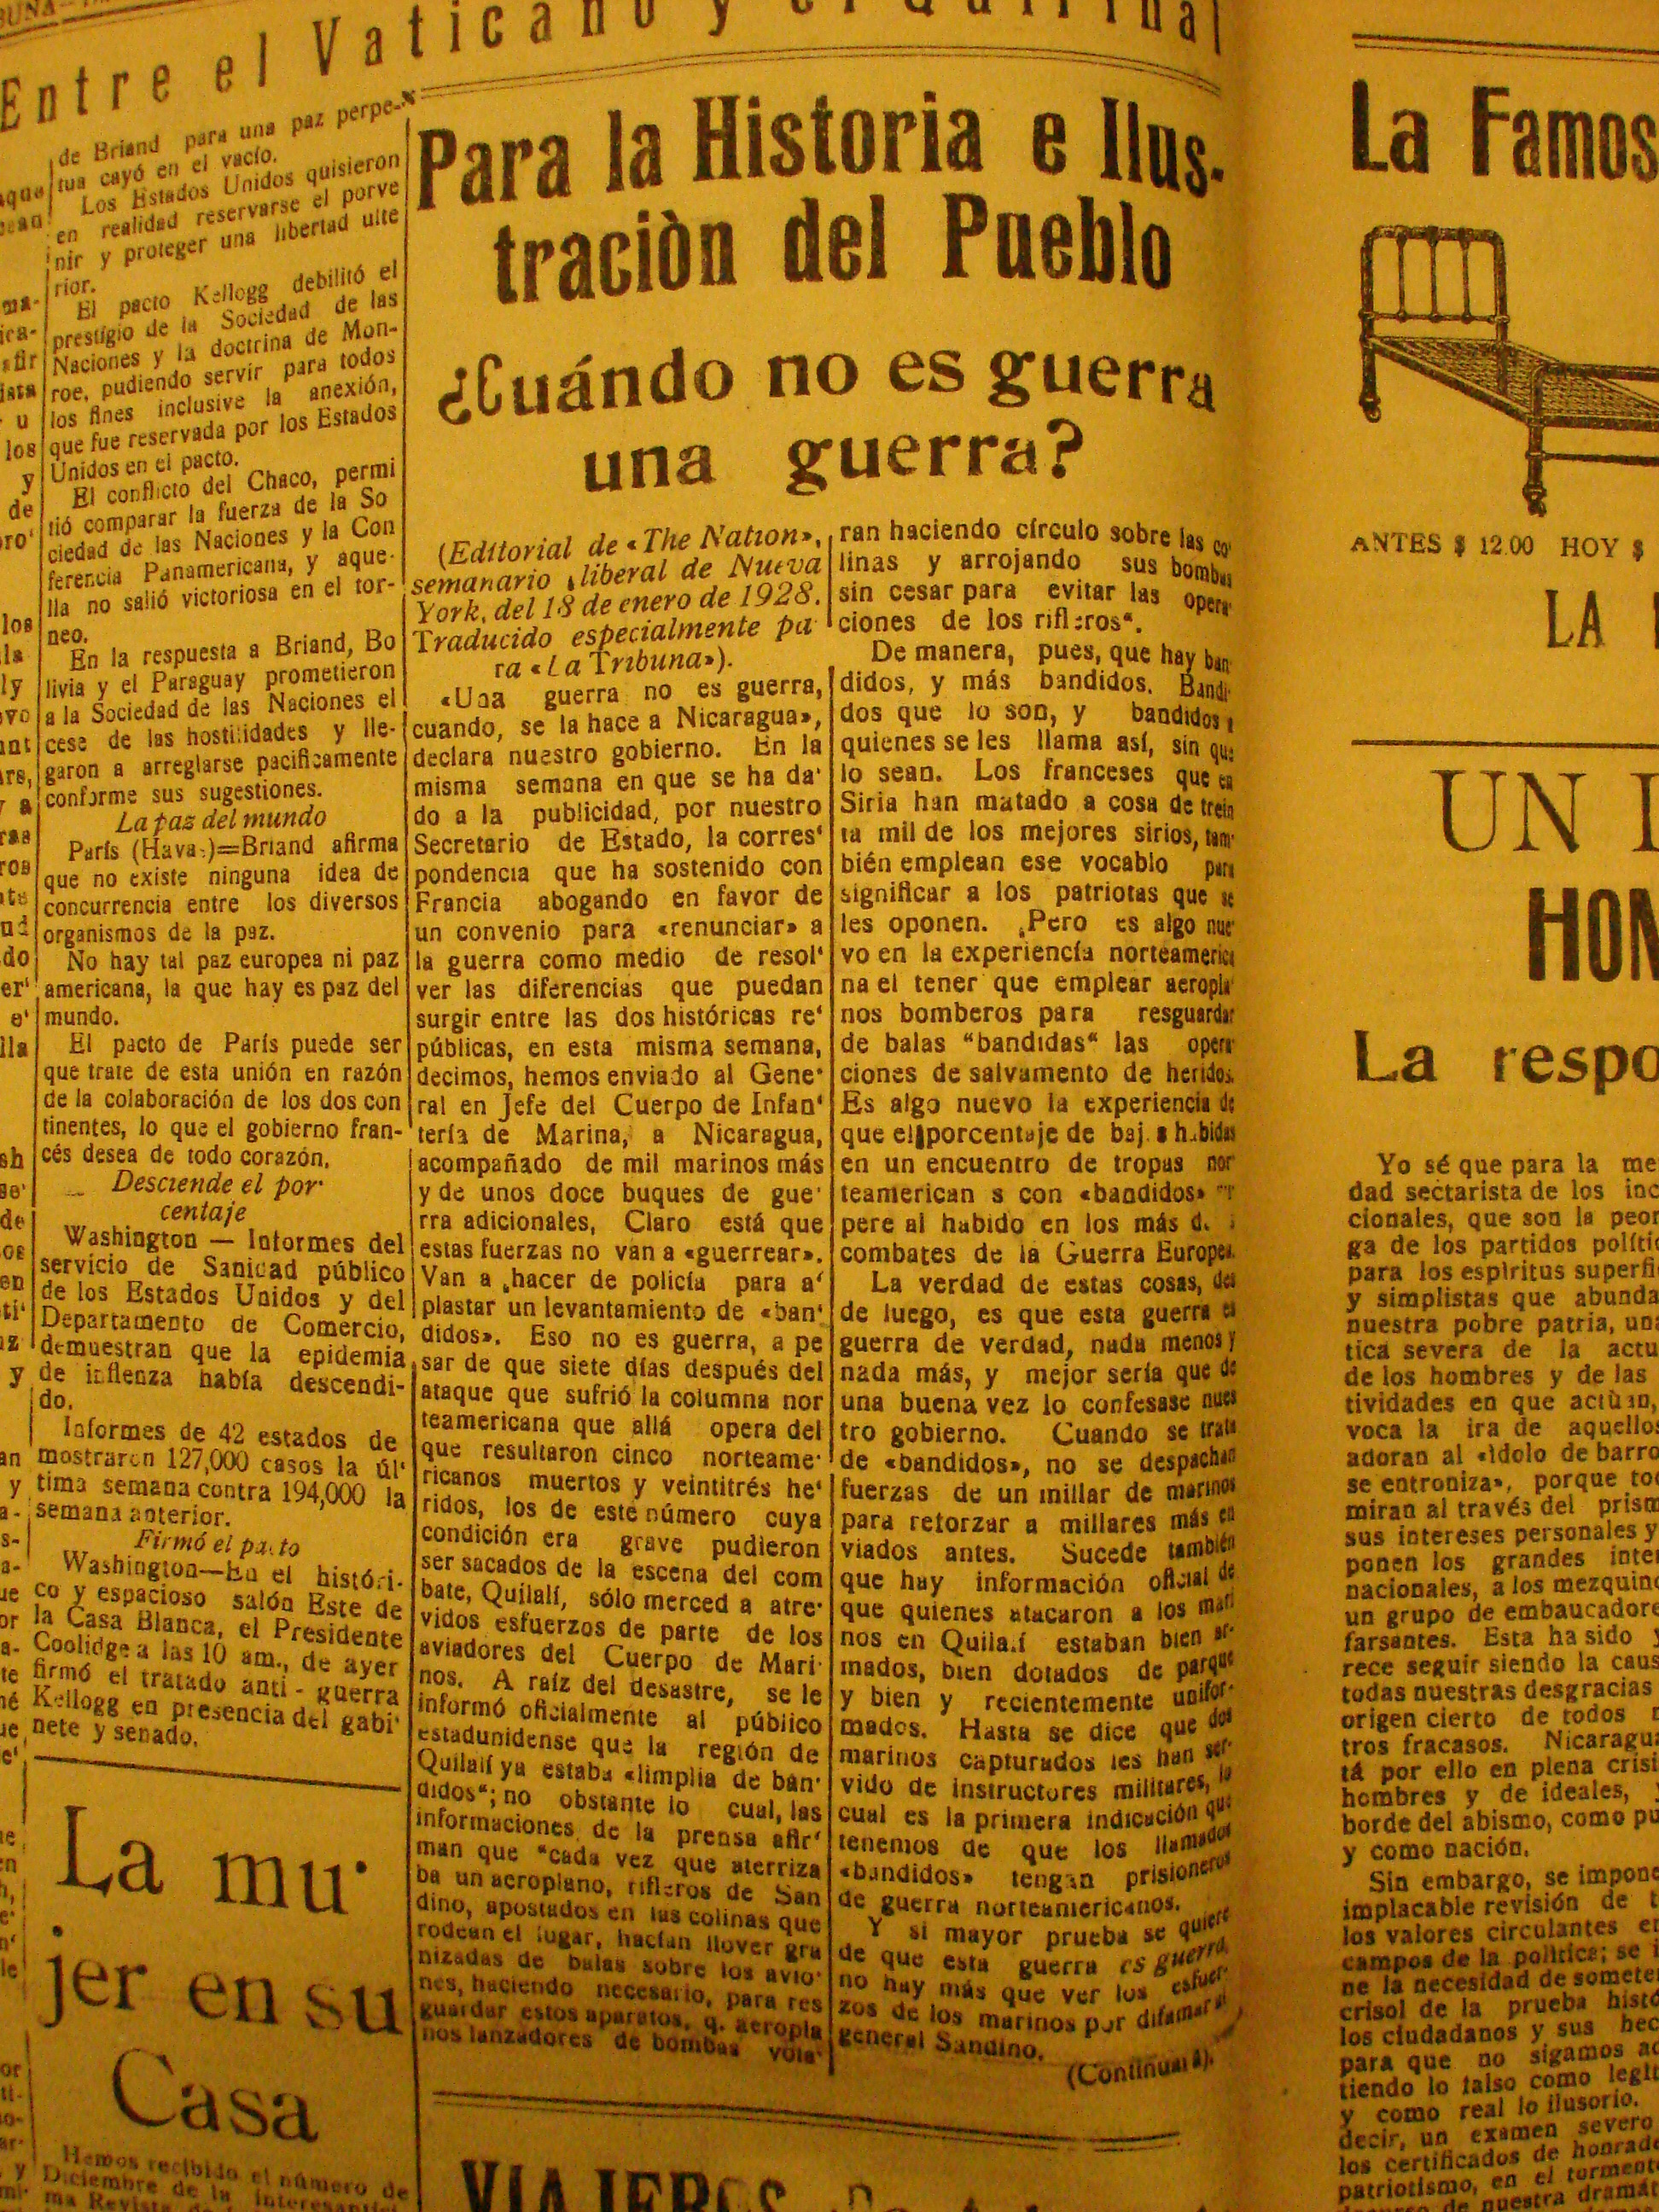 Entre el Vaticano y el Quirinal
de Briand para una paz perpe-
tua cayó en el vacío.
Los Estados Unidos quisieron
en realidad reservarse el porve
nir y proteger una libertad ulte
rior.
El pacto Kellogg debilitó el
prestigio de la Sociedad de las
Naciones y la doctrina de Mon-
roe, pudiendo servir para todos
los fines inclusive la anexión,
que fue reservada por los Estados
Unidos en el pacto.
El conflicto del Chaco, permi
tió comparar la fuerza de la So
ciedad de las Naciones y la Con
ferencia Panamericana, y aque-
lla no salió victoriosa en el tor-
neo.
En la respuesta a Briand, Bo
livia y el Paraguay prometieron
a la Sociedad de las Naciones el
cese de las hostilidades y lle-
garon a arreglarse pacificamente
conforme sus sugestiones.
La paz del mundo
París (Havas)=Briand afirma
que no existe ninguna idea de
concurrencia entre los diversos
organismos de la paz.
No hay tal paz europea ni paz
americana, la que hay es paz del
mundo.
El pacto de París puede ser
que trate de esta unión en razón
de la colaboración de los dos con
tinentes, lo que el gobierno fran-
cés desea de todo corazón.
Desciende el por-
centaje
Washington — Informes del
servicio de Sanidad público
de los Estados Unidos y del
Departamento de Comercio,
demuestran que la epidemia
de inflenza había descendi-
do.
Informes de 42 estados de
mostraron 127,000 casos la úl'
tima semana contra 194,000 la
semana anterior.
Firmó el pacto
Washington—En el históri-
co y espacioso salón Este de
la Casa Blanca, el Presidente
Coolidge a las 10 am., de ayer
firmó el tratado anti - guerra
Kellogg en presencia del gabi'
nete y senado.
La mu-
jer en su
Casa
Hemos recibido el número de
Diciembre de la
Para la Historia e Ilus-
traciòn del Pueblo
¿Cuándo no es guerra
una guerra?
(Editorial de «The Nation»,
semanario liberal de Nueva
York, del 18 de enero de 1928.
Traducido especialmente pa
ra «La Tribuna»).
«Una guerra no es guerra,
cuando, se la hace a Nicaragua»,
declara nuestro gobierno. En la
misma semana en que se ha da'
do a la publicidad, por nuestro
Secretario de Estado, la corres'
pondencia que ha sostenido con
Francia abogando en favor de
un convenio para «renunciar» a
la guerra como medio de resol'
ver las diferencias que puedan
surgir entre las dos históricas re'
públicas, en esta misma semana,
decimos, hemos enviado al Gene'
ral en Jefe del Cuerpo de Infan'
tería de Marina, a Nicaragua,
acompañado de mil marinos más
y de unos doce buques de gue'
rra adicionales, Claro está que
estas fuerzas no van a «guerrear».
Van a hacer de policía para a'
plastar un levantamiento de «ban'
didos». Eso no es guerra, a pe
sar de que siete días después del
ataque que sufrió la columna nor
teamericana que allá opera del
que resultaron cinco norteame'
ricanos muertos y veintitrés he'
ridos, los de este número cuya
condición era grave pudieron
ser sacados de la escena del com
bate, Quilalí, sólo merced a atre'
vidos esfuerzos de parte de los
aviadores del Cuerpo de Mari'
nos. A raíz del desastre, se le
informó oficialmente al público
estadunidense que la región de
Quilalí ya estaba «limplia de ban'
didos“; no obstante lo cual, las
informaciones de la prensa afir'
man que “cada vez que aterriza
ba un aeroplano, rifleros de San
dino, apostados en las colinas que
rodean el lugar, hacían llover gra
nizadas de balas sobre los avio'
nes, haciendo necesario, para res
guardar estos aparatos, q. aeropla
nos lanzadores de bombas vola'
ran haciendo círculo sobre las co'
linas y arrojando sus bombas
sin cesar para evitar las opera'
ciones de los rifleros“.
De manera, pues, que hay ban
didos, y más bandidos. Bandi'
dos que lo son, y bandidos a
quienes se les llama así, sin que
lo sean. Los franceses que en
Siria han matado a cosa de trein
ta mil de los mejores sirios, tam'
bién emplean ese vocablo para
significar a los patriotas que se
les oponen. Pero es algo nue'
vo en la experiencia norteamerica
na el tener que emplear aeropla'
nos bomberos para resguardar
de balas “bandidas“ las opera'
ciones de salvamento de heridos.
Es algo nuevo la experiencia de
que el porcentaje de bajas habidas
en un encuentro de tropas nor
teamericanas con «bandidos»
pere al habido en los más
combates de la Guerra Europea.
La verdad de estas cosas, des
de luego, es que esta guerra es
guerra de verdad, nada menos y
nada más, y mejor sería que de
una buena vez lo confesase nues
tro gobierno. Cuando se trata
de «bandidos», no se despachan
fuerzas de un millar de marinos
para retorzar a millares más en
viados antes. Sucede también
que hay información oficial de
que quienes atacaron a los mari
nos en Quilalí estaban bien ar-
mados, bien dotados de parque
y bien y recientemente unifor-
mados. Hasta se dice que dos
marinos capturados les han ser-
vido de instructores militares, lo
cual es la primera indicación que
tenemos de que los llamados
«bandidos» tengan prisioneros
de guerra norteamericanos.
Y si mayor prueba se quiere
de que esta guerra es guerra,
no hay más que ver los esfuer-
zos de los marinos por difamar al
general Sandino.
(Continuará).
VIAJEROS
La Famos
ANTES $ 12.00 HOY $
LA
UN
HOM
La respo
Yo sé que para la me
dad sectarista de los inc
cionales, que son la peor
ga de los partidos polític
para los espiritus superfi
y simplistas que abunda
nuestra pobre patria, una
tica severa de la actu
de los hombres y de las
tividades en que actùan,
voca la ira de aquellos
adoran al «ídolo de barro
se entroniza», porque to
miran al través del prism
sus intereses personales y
ponen los grandes inter
nacionales, a los mezquino
un grupo de embaucadore
farsantes. Esta ha sido y
rece seguir siendo la caus
todas nuestras desgracias
origen cierto de todos n
tros fracasos. Nicaragua
tá por ello en plena crisi
hombres y de ideales, y
borde del abismo, como pu
y como nación.
Sin embargo, se impone
implacable revisión de t
los valores circulantes e
campos de la politica; se i
ne la necesidad de someter
crisol de la prueba histó
los ciudadanos y sus hec
para que no sigamos ad
tiendo lo falso como legít
y como real lo ilusorio.
decir, un examen severo
los certificados de honrade
patriotismo, en el tormento
de nuestra dramát